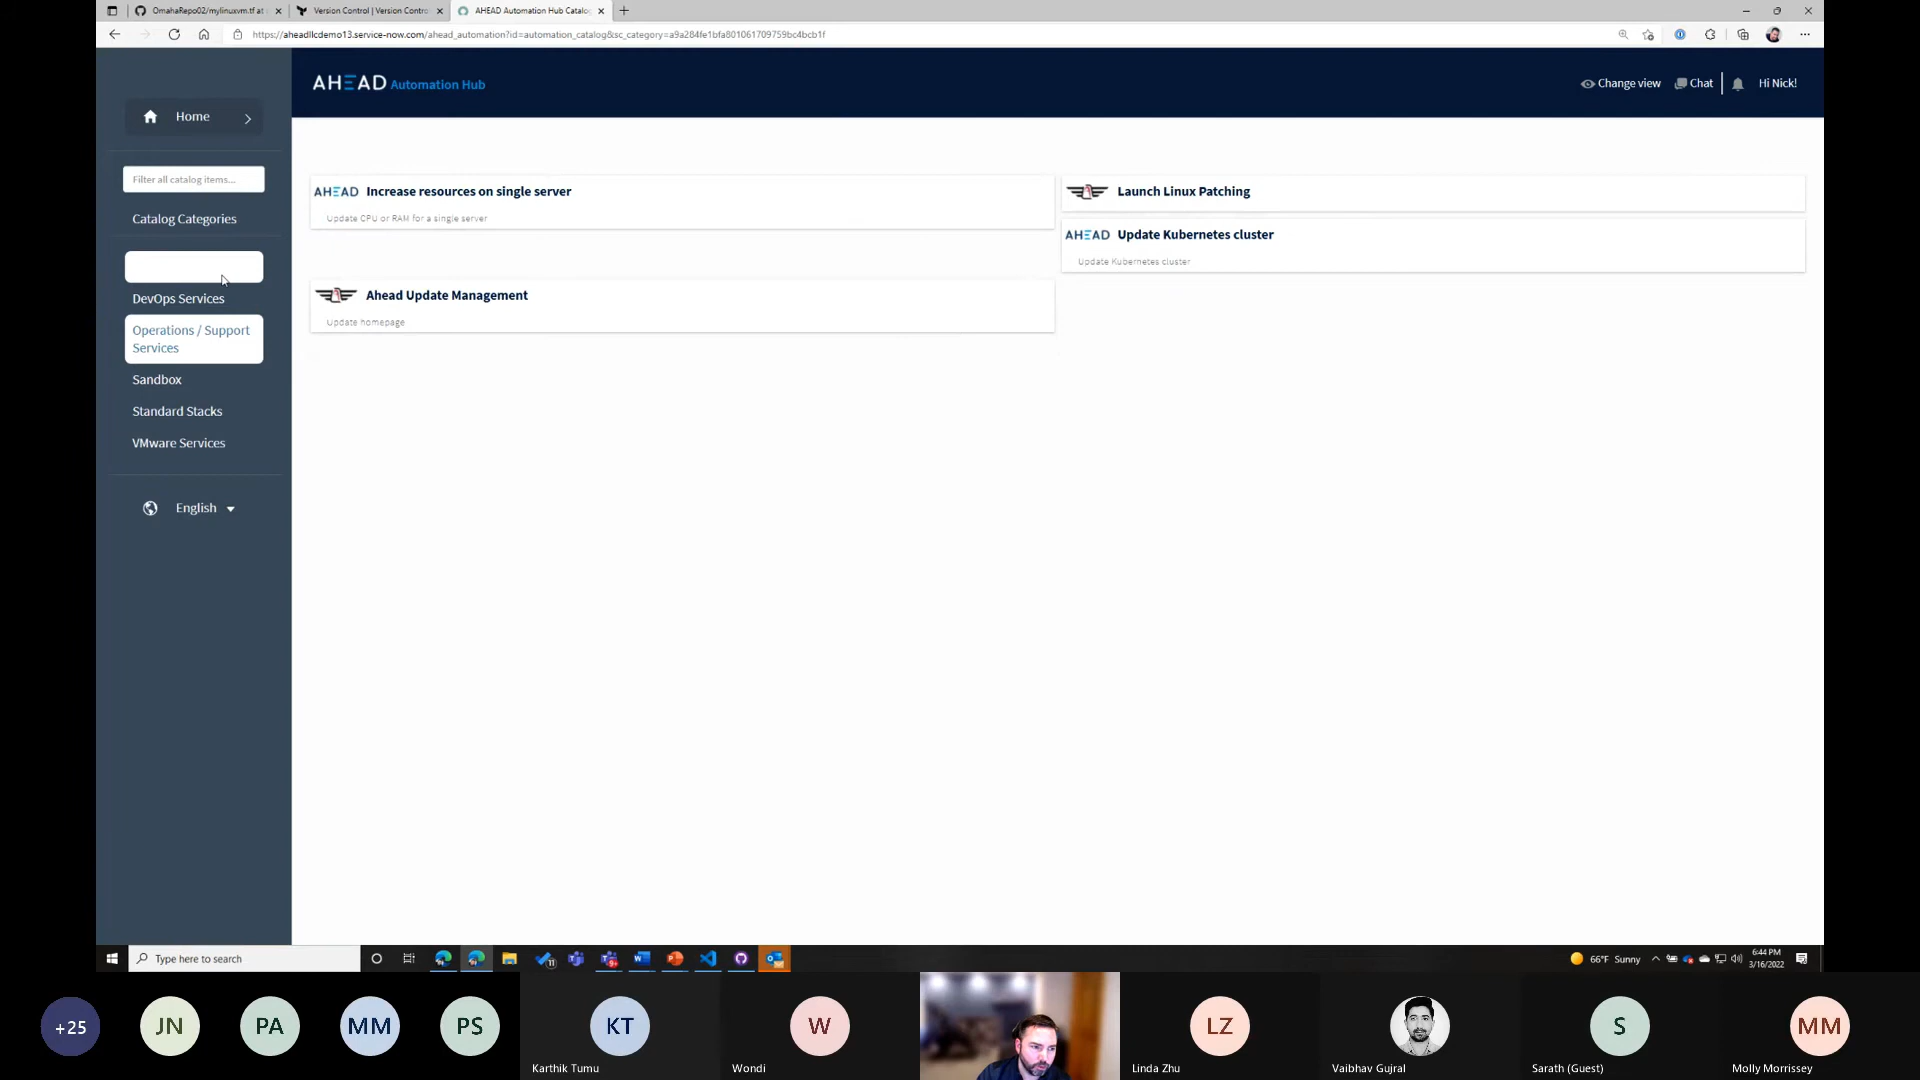 OmahaRepo02/mylinuxvm.tf at
Version Control | Version Contro
AHEAD Automation Hub Catalog
https://aheadllcdemo13.service-now.com/ahead_automation?id=automation_catalog&sc_category=a9a284fe1bfa801061709759bc4bcb1f
AHEAD Automation Hub
Change view
Chat
Hi Nick!
Home
Filter all catalog items...
Catalog Categories
DevOps Services
Operations / Support
Services
Sandbox
Standard Stacks
VMware Services
English
AHEAD Increase resources on single server
Update CPU or RAM for a single server
Launch Linux Patching
AHEAD Update Kubernetes cluster
Update Kubernetes cluster
Ahead Update Management
Update homepage
Type here to search
66°F Sunny
6:44 PM
3/16/2022
+25
JN
PA
MM
PS
KT
Karthik Tumu
W
Wondi
LZ
Linda Zhu
Vaibhav Gujral
S
Sarath (Guest)
MM
Molly Morrissey